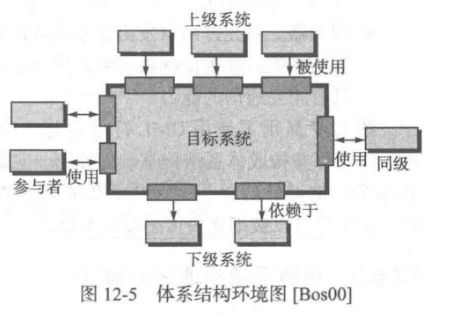 上级系统
被使用
目标系统
使用
参与者
使用
同级
依赖于
下级系统
图 12-5 体系结构环境图 [Bos00]